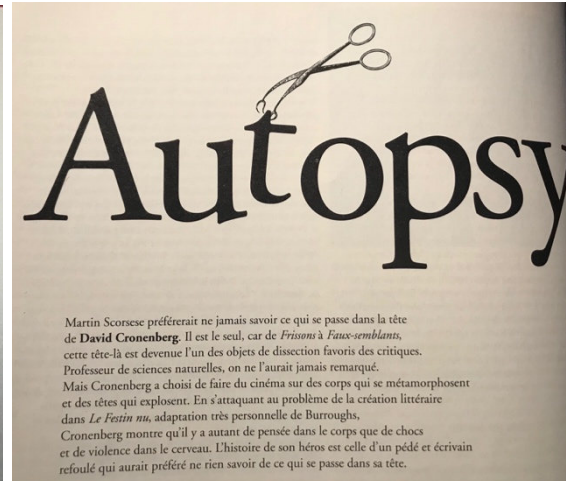 Autopsy
Martin Scorsese préférerait ne jamais savoir ce qui se passe dans la tête
de David Cronenberg. Il est le seul, car de Frissons à Faux-semblants,
cette tête-là est devenue l'un des objets de dissection favoris des critiques.
Professeur de sciences naturelles, on ne l'aurait jamais remarqué.
Mais Cronenberg a choisi de faire du cinéma sur des corps qui se métamorphosent
et des têtes qui explosent. En s'attaquant au problème de la création littéraire
dans Le Festin nu, adaptation très personnelle de Burroughs,
Cronenberg montre qu'il y a autant de pensée dans le corps que de chocs
et de violence dans le cerveau. L'histoire de son héros est celle d'un pédé et écrivain
refoulé qui aurait préféré ne rien savoir de ce qui se passe dans sa tête.